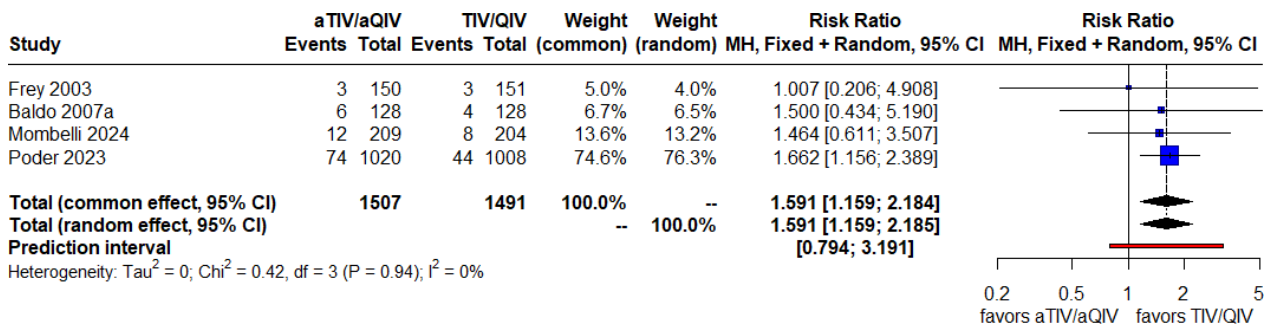 aTIV/aQIV TIV/QIV Weight Weight Risk Ratio Risk Ratio
Study Events Total Events Total (common) (random) MH, Fixed + Random, 95% CI MH, Fixed + Random, 95% CI
Frey 2003 3 150 3 151 5.0% 4.0% 1.007 [0.206; 4.908]
Baldo 2007a 6 128 4 128 6.7% 6.5% 1.500 [0.434; 5.190]
Mombelli 2024 12 209 8 204 13.6% 13.2% 1.464 [0.611; 3.507]
Poder 2023 74 1020 44 1008 74.6% 76.3% 1.662 [1.156; 2.389]
Total (common effect, 95% CI) 1507 1491 100.0% -- 1.591 [1.159; 2.184]
Total (random effect, 95% CI) -- 100.0% 1.591 [1.159; 2.185]
Prediction interval [0.794; 3.191]
Heterogeneity: Tau² = 0; Chi² = 0.42, df = 3 (P = 0.94); I² = 0%
0.2 0.5 1 2 5
favors aTIV/aQIV favors TIV/QIV